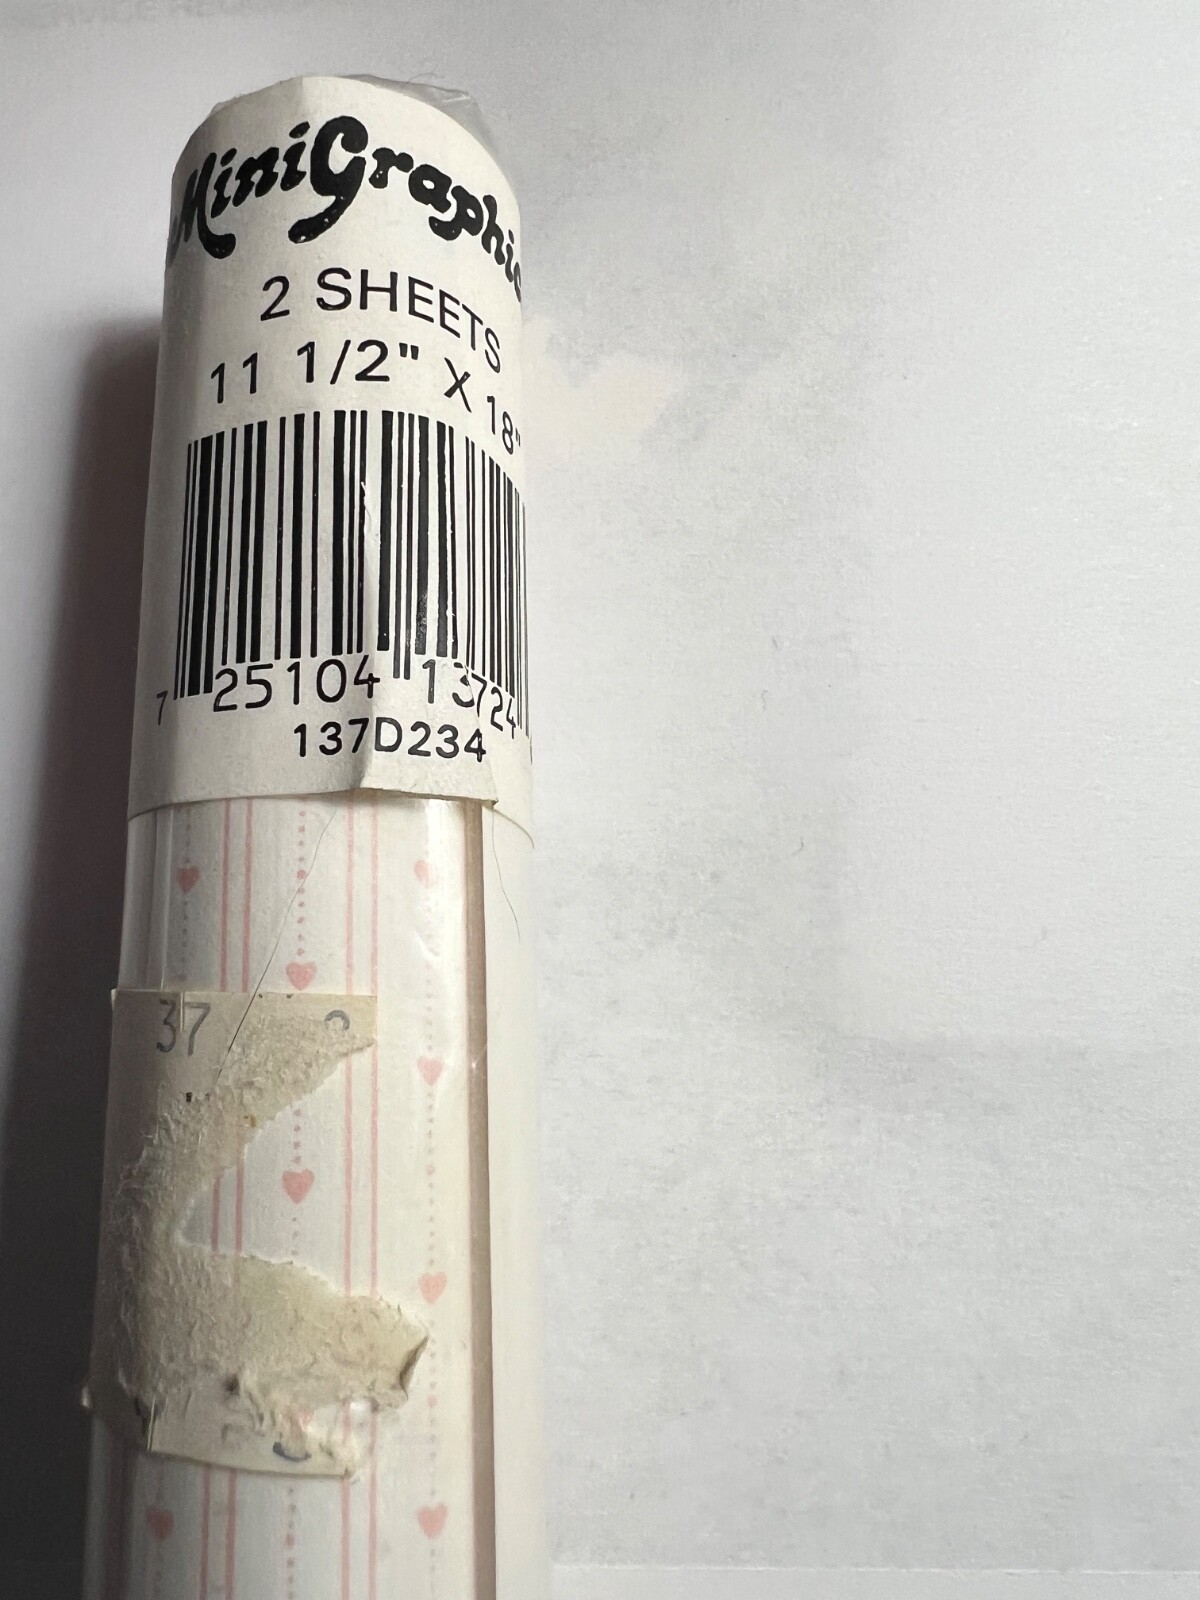 MiniGraphic
2 SHEETS
11 1/2" X 18"
7 25104 13724
137D234
37